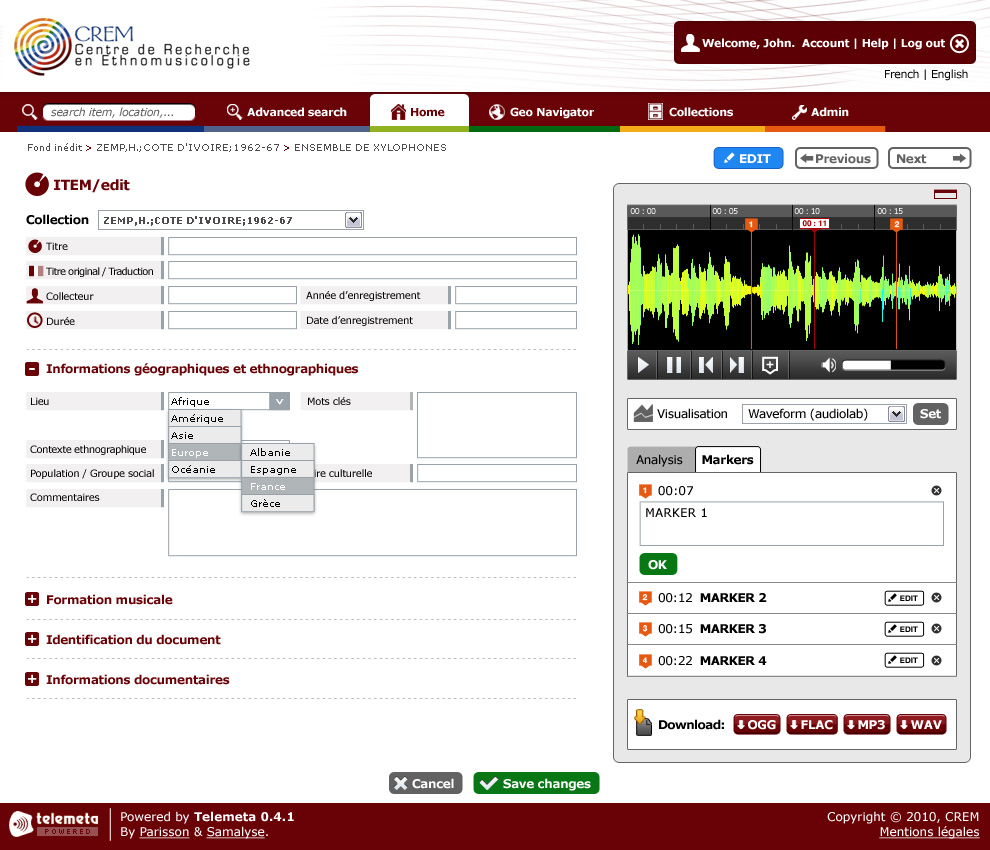 CREM
Centre de Recherche
en Ethnomusicologie
Welcome, John. Account | Help | Log out
French | English
search item, location,...
Advanced search
Home
Geo Navigator
Collections
Admin
Fond inédit > ZEMP,H.;COTE D'IVOIRE;1962-67 > ENSEMBLE DE XYLOPHONES
EDIT
Previous
Next
ITEM/edit
Collection
ZEMP,H.;COTE D'IVOIRE;1962-67
Titre
Titre original / Traduction
Collecteur
Année d'enregistrement
Durée
Date d'enregistrement
Informations géographiques et ethnographiques
Lieu
Afrique
Mots clés
Amérique
Asie
Europe
Océanie
Albanie
Espagne
France
Grèce
Contexte ethnographique
Population / Groupe social
ire culturelle
Commentaires
Formation musicale
Identification du document
Informations documentaires
00 : 00
00 : 05
00 : 10
00 : 15
1
00 : 11
2
Visualisation
Waveform (audiolab)
Set
Analysis
Markers
1 00:07
MARKER 1
OK
2 00:12 MARKER 2 EDIT
3 00:15 MARKER 3 EDIT
4 00:22 MARKER 4 EDIT
Download: OGG FLAC MP3 WAV
Cancel
Save changes
telemeta
POWERED
Powered by Telemeta 0.4.1
By Parisson & Samalyse.
Copyright © 2010, CREM
Mentions légales